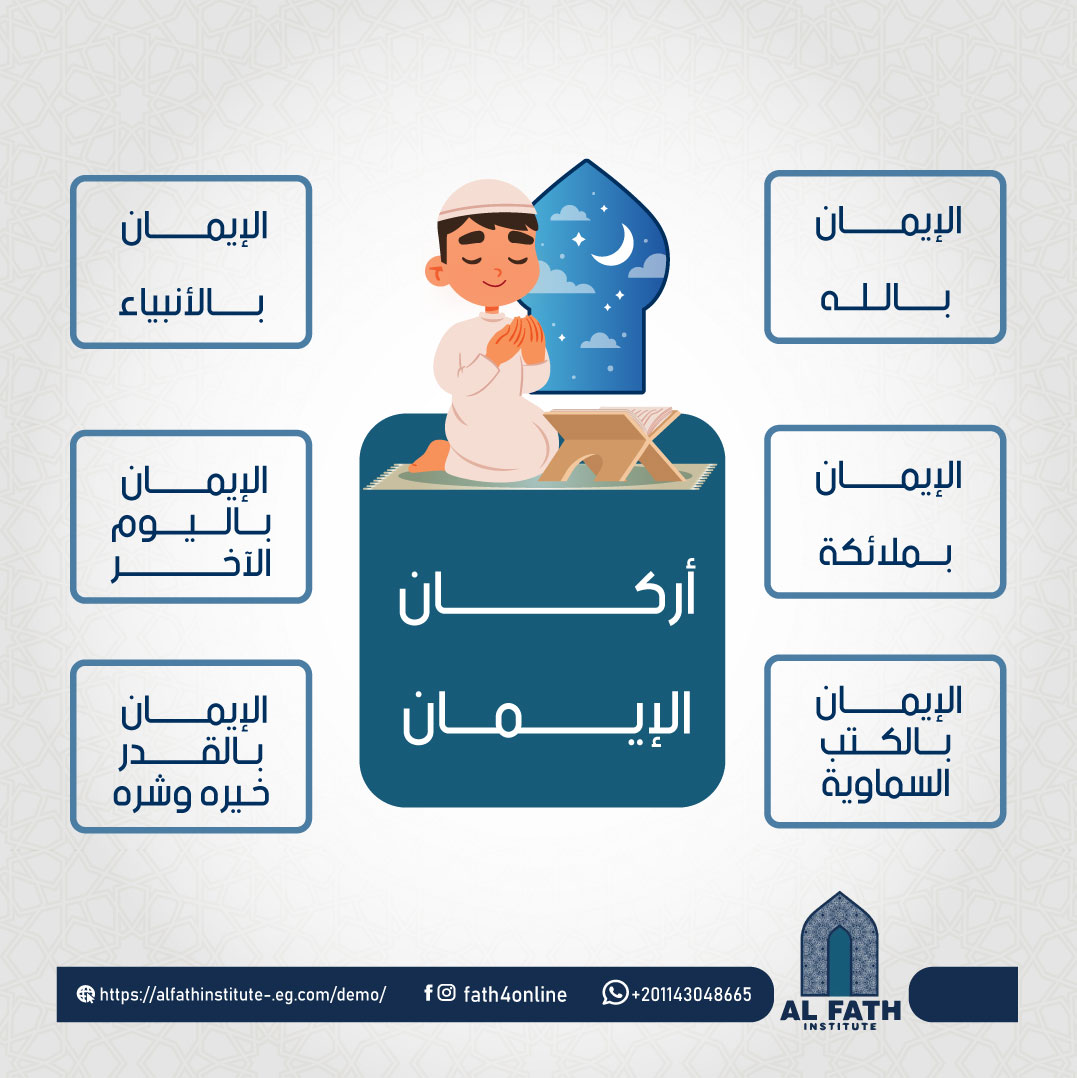 أركان
الإيمان
الإيمان
بالله
الإيمان
بملائكة
الإيمان
بالكتب
السماوية
الإيمان
بالأنبياء
الإيمان
باليوم
الآخر
الإيمان
بالقدر
خيره وشره
https://alfathinstitute-.eg.com/demo/
fath4online
+201143048665
AL FATH
INSTITUTE